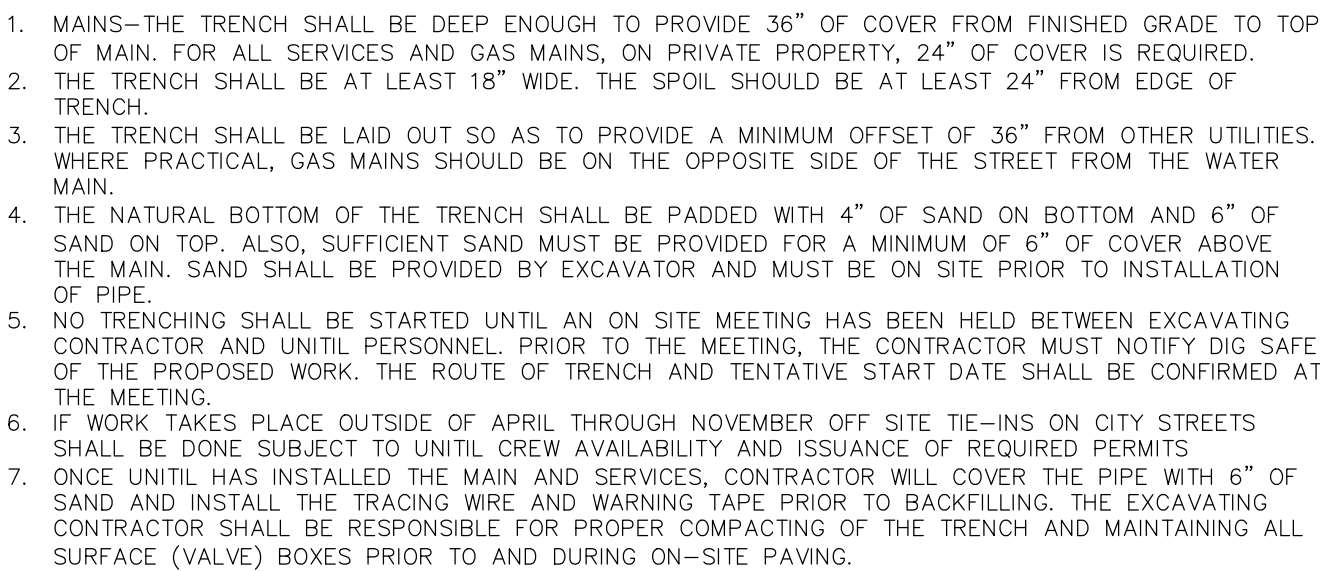 1. MAINS–THE TRENCH SHALL BE DEEP ENOUGH TO PROVIDE 36” OF COVER FROM FINISHED GRADE TO TOP
OF MAIN. FOR ALL SERVICES AND GAS MAINS, ON PRIVATE PROPERTY, 24” OF COVER IS REQUIRED.
2. THE TRENCH SHALL BE AT LEAST 18” WIDE. THE SPOIL SHOULD BE AT LEAST 24” FROM EDGE OF
TRENCH.
3. THE TRENCH SHALL BE LAID OUT SO AS TO PROVIDE A MINIMUM OFFSET OF 36” FROM OTHER UTILITIES.
WHERE PRACTICAL, GAS MAINS SHOULD BE ON THE OPPOSITE SIDE OF THE STREET FROM THE WATER
MAIN.
4. THE NATURAL BOTTOM OF THE TRENCH SHALL BE PADDED WITH 4” OF SAND ON BOTTOM AND 6” OF
SAND ON TOP. ALSO, SUFFICIENT SAND MUST BE PROVIDED FOR A MINIMUM OF 6” OF COVER ABOVE
THE MAIN. SAND SHALL BE PROVIDED BY EXCAVATOR AND MUST BE ON SITE PRIOR TO INSTALLATION
OF PIPE.
5. NO TRENCHING SHALL BE STARTED UNTIL AN ON SITE MEETING HAS BEEN HELD BETWEEN EXCAVATING
CONTRACTOR AND UNITIL PERSONNEL. PRIOR TO THE MEETING, THE CONTRACTOR MUST NOTIFY DIG SAFE
OF THE PROPOSED WORK. THE ROUTE OF TRENCH AND TENTATIVE START DATE SHALL BE CONFIRMED AT
THE MEETING.
6. IF WORK TAKES PLACE OUTSIDE OF APRIL THROUGH NOVEMBER OFF SITE TIE–INS ON CITY STREETS
SHALL BE DONE SUBJECT TO UNITIL CREW AVAILABILITY AND ISSUANCE OF REQUIRED PERMITS
7. ONCE UNITIL HAS INSTALLED THE MAIN AND SERVICES, CONTRACTOR WILL COVER THE PIPE WITH 6” OF
SAND AND INSTALL THE TRACING WIRE AND WARNING TAPE PRIOR TO BACKFILLING. THE EXCAVATING
CONTRACTOR SHALL BE RESPONSIBLE FOR PROPER COMPACTING OF THE TRENCH AND MAINTAINING ALL
SURFACE (VALVE) BOXES PRIOR TO AND DURING ON–SITE PAVING.